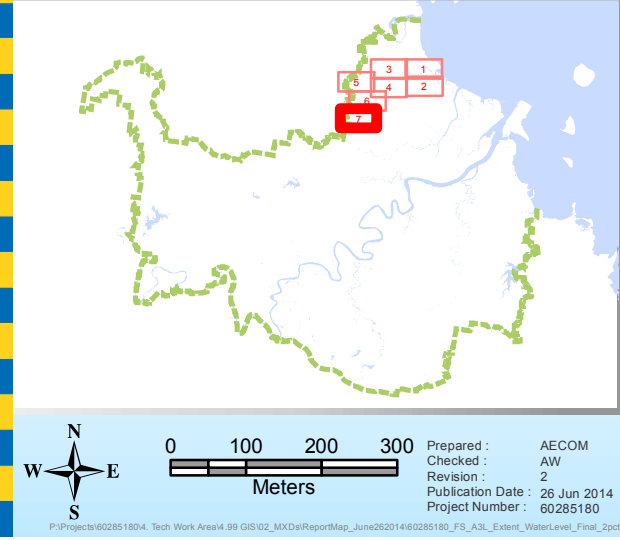 3 1
5 4 2
6
7
N
W E
S
0 100 200 300
Meters
Prepared : AECOM
Checked : AW
Revision : 2
Publication Date : 26 Jun 2014
Project Number : 60285180
P:\Projects\60285180\4. Tech Work Area\4.99 GIS\02_MXDs\ReportMap_June262014\60285180_FS_A3L_Extent_WaterLevel_Final_2pct